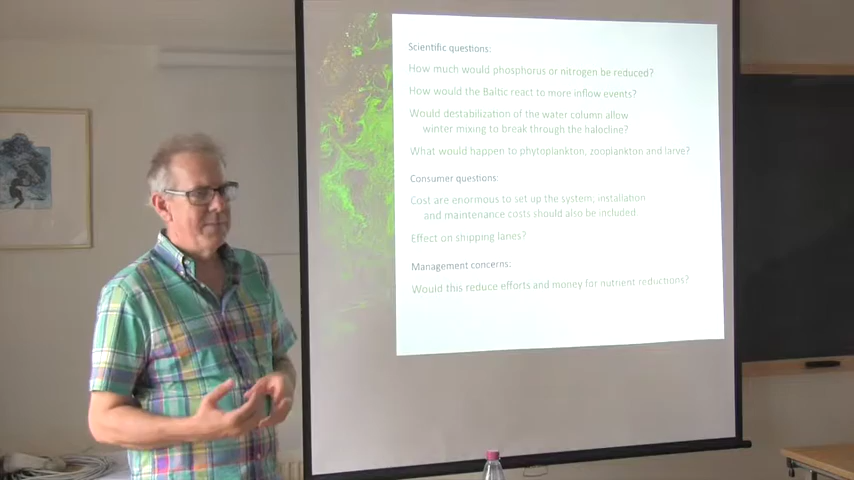 Scientific questions:
How much would phosphorus or nitrogen be reduced?
How would the Baltic react to more inflow events?
Would destabilization of the water column allow
winter mixing to break through the halocline?
What would happen to phytoplankton, zooplankton and larve?
Consumer questions:
Cost are enormous to set up the system; installation
and maintenance costs should also be included
Effect on shipping lanes?
Management concerns:
Would this reduce efforts and money for nutrient reductions?